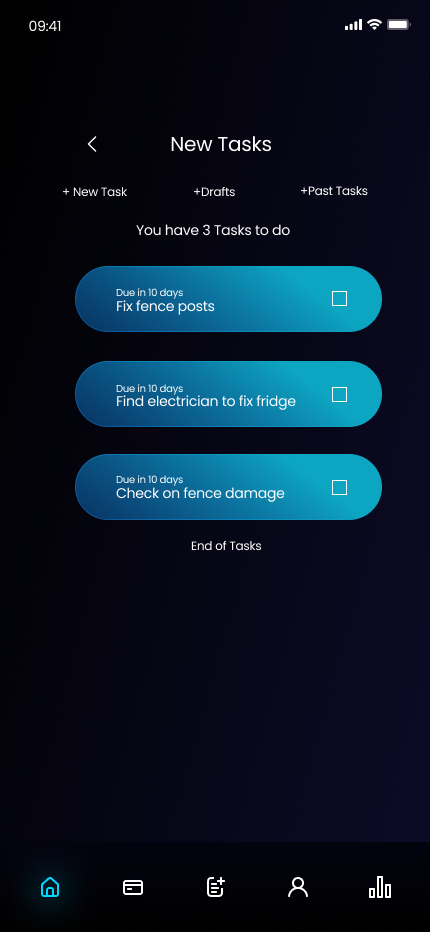 09:41
New Tasks
+ New Task +Drafts +Past Tasks
You have 3 Tasks to do
Due in 10 days
Fix fence posts
Due in 10 days
Find electrician to fix fridge
Due in 10 days
Check on fence damage
End of Tasks